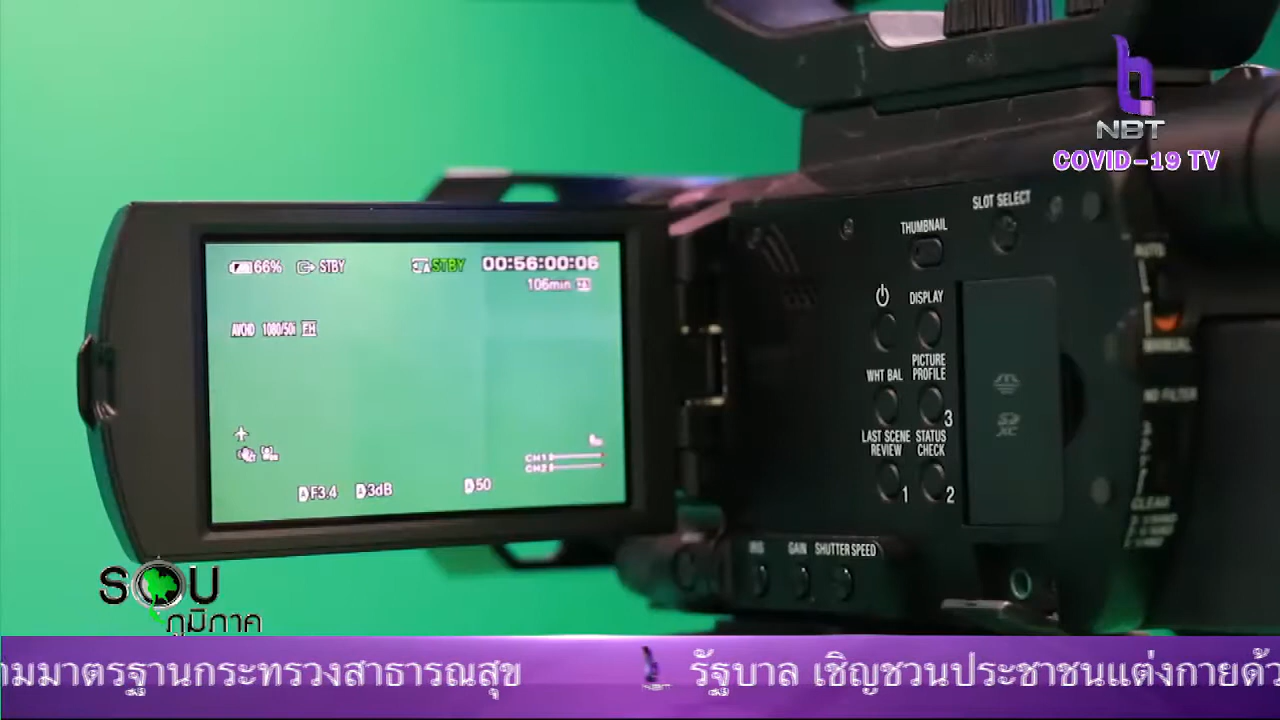 NBT
COVID-19 TV
SLOT SELECT
THUMBNAIL
AUTO
66% STBY
STBY 00:56:00:06
106min
DISPLAY
AVCHD 1080/50i FH
MANUAL
PICTURE
PROFILE
WHT BAL
ND FILTER
3
LAST SCENE
REVIEW
STATUS
CHECK
CH1
CH2
F3.4 3dB 50
1 2
CLEAR
IRIS GAIN SHUTTER SPEED
รอบ
ภูมิภาค
ามมาตรฐานกระทรวงสาธารณสุข รัฐบาล เชิญชวนประชาชนแต่งกายด้ว